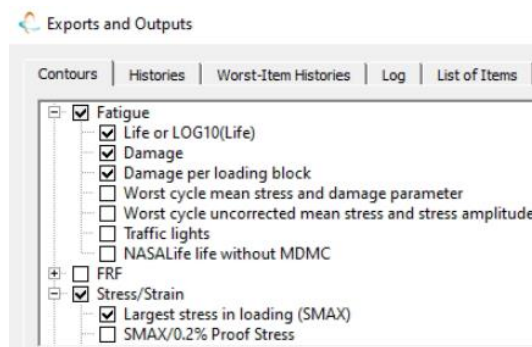 Exports and Outputs
Contours Histories Worst-Item Histories Log List of Items
Fatigue
Life or LOG10(Life)
Damage
Damage per loading block
Worst cycle mean stress and damage parameter
Worst cycle uncorrected mean stress and stress amplitude
Traffic lights
NASALife life without MDMC
FRF
Stress/Strain
Largest stress in loading (SMAX)
SMAX/0.2% Proof Stress